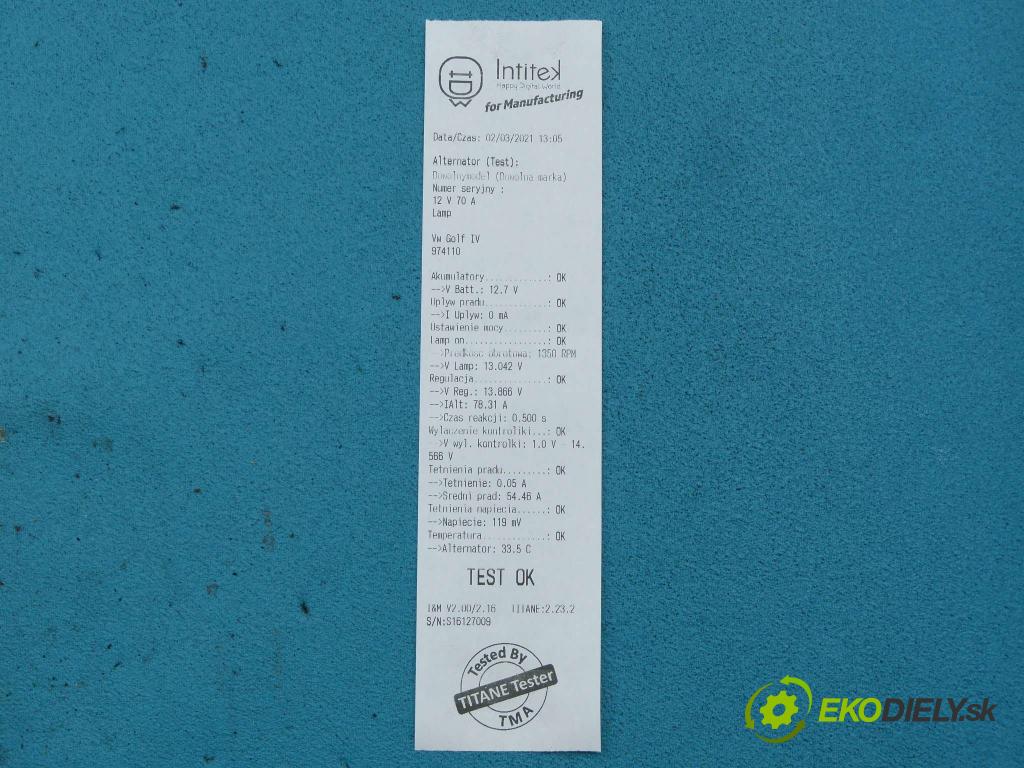 Intitek
Happy Digital World
for Manufacturing
Data/Czas: 02/03/2021 13:05
Alternator (Test):
Dowolnymodel (Dowolna marka)
Numer seryjny :
12 V 70 A
Lamp
Vw Golf IV
974110
Akumulatory............: OK
-->V Batt.: 12.7 V
Uplyw pradu............: OK
-->I Uplyw: 0 mA
Ustawienie mocy........: OK
Lamp on................: OK
-->Predkosc obrotowa: 1350 RPM
-->V Lamp: 13.042 V
Regulacja..............: OK
-->V Reg.: 13.866 V
-->IAlt: 78.31 A
-->Czas reakcji: 0.500 s
Wylaczenie kontroliki...: OK
-->V wyl. kontrolki: 1.0 V - 14.
566 V
Tetnienia pradu........: OK
-->Tetnienie: 0.05 A
-->Sredni prad: 54.46 A
Tetnienia napiecia......: OK
-->Napiecie: 119 mV
Temperatura............: OK
-->Alternator: 33.5 C
TEST OK
I&M V2.00/2.16 TITANE:2.23.2
S/N:S16127009
Tested By
TITANE Tester
TMA
EKODIELY.sk